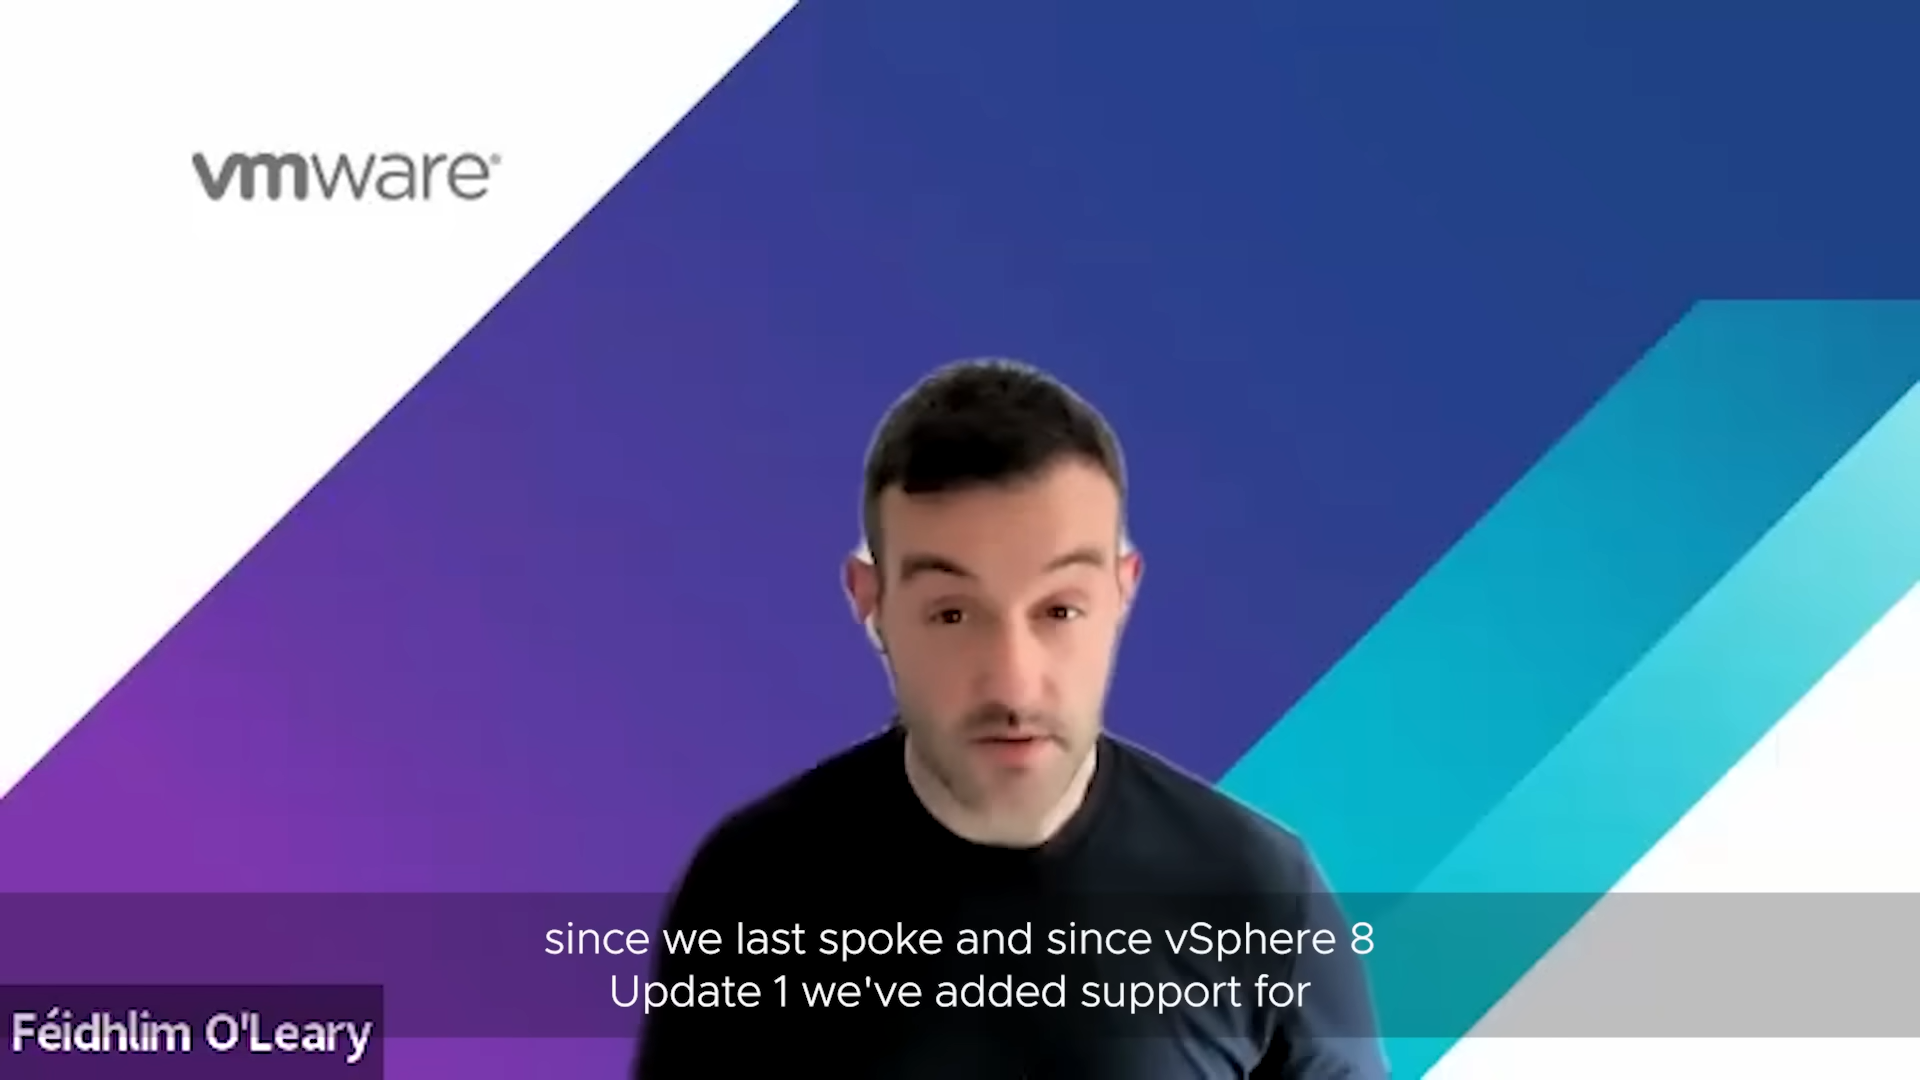 vmware®
since we last spoke and since vSphere 8
Update 1 we've added support for
Féidhlim O'Leary